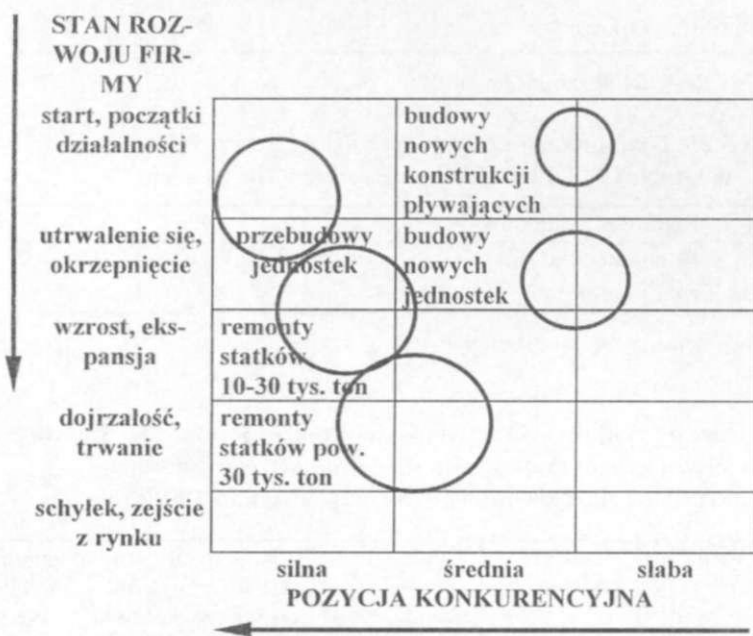 STAN ROZ-
WOJU FIR-
MY
start, początki
działalności
budowy
nowych
konstrukcji
pływających
utrwalenie się,
okrzepnięcie
przebudowy
jednostek
budowy
nowych
jednostek
wzrost, eks-
pansja
remonty
statków
10-30 tys. ton
dojrzałość,
trwanie
remonty
statków pow.
30 tys. ton
schyłek, zejście
z rynku
silna średnia słaba
POZYCJA KONKURENCYJNA